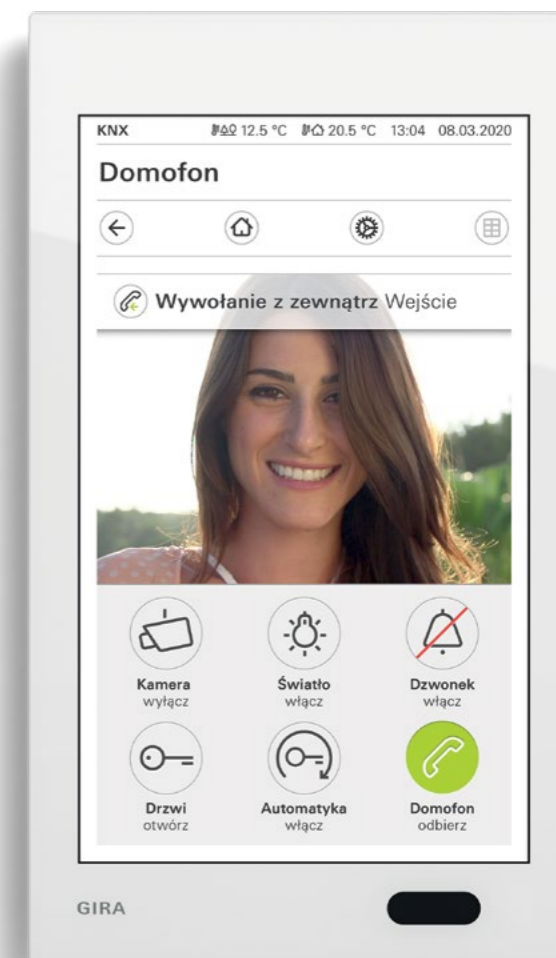 KNX 12.5 °C 20.5 °C 13:04 08.03.2020
Domofon
Wywołanie z zewnątrz Wejście
Kamera Światło Dzwonek
wyłącz włącz włącz
Drzwi Automatyka Domofon
otwórz włącz odbierz
GIRA